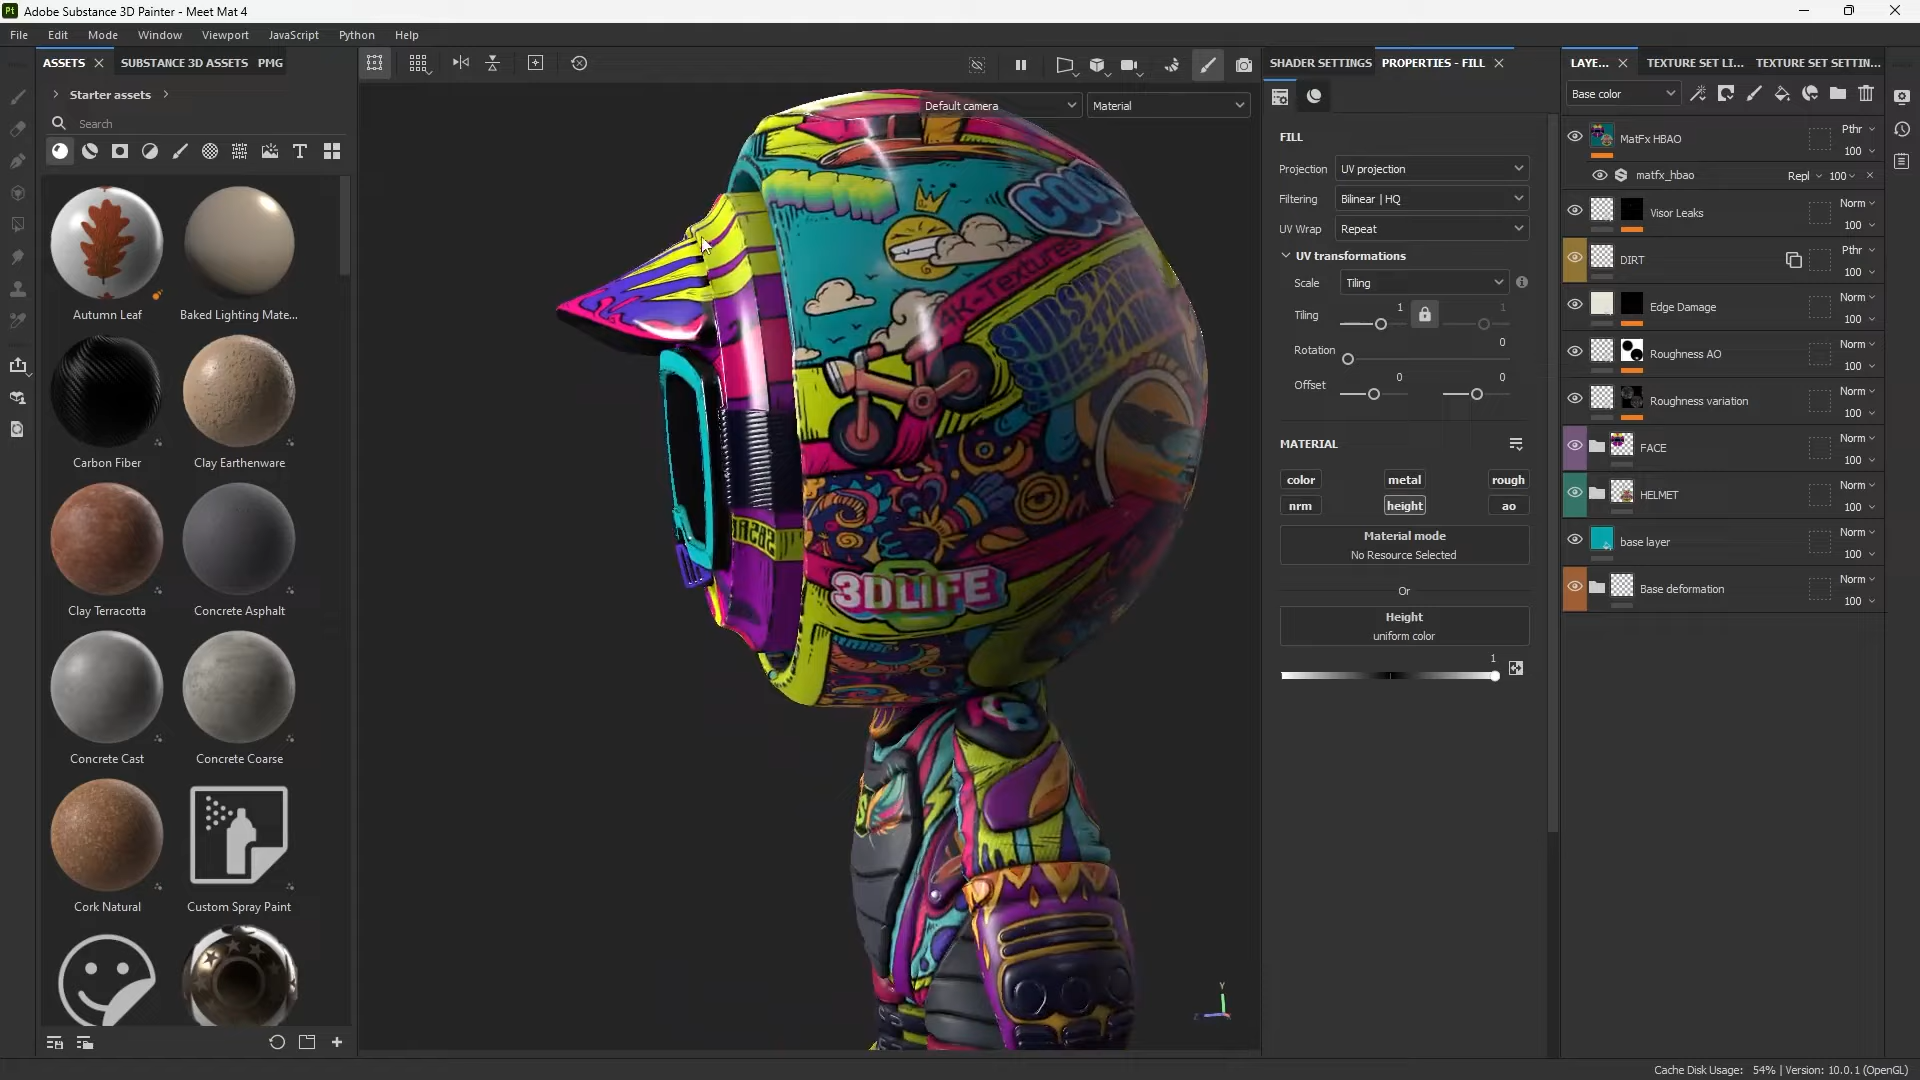 Adobe Substance 3D Painter - Meet Mat 4
File Edit Mode Window Viewport JavaScript Python Help
ASSETS SUBSTANCE 3D ASSETS PMG
Starter assets
Search
Autumn Leaf
Baked Lighting Mate...
Carbon Fiber
Clay Earthenware
Clay Terracotta
Concrete Asphalt
Concrete Cast
Concrete Coarse
Cork Natural
Custom Spray Paint
Default camera
Material
COOL
4K-Textures
SUBSTANCE
3DLIFE
Y
SHADER SETTINGS PROPERTIES - FILL
FILL
Projection UV projection
Filtering Bilinear | HQ
UV Wrap Repeat
UV transformations
Scale Tiling
Tiling 1 1
Rotation 0
Offset 0 0
MATERIAL
color metal rough
nrm height ao
Material mode
No Resource Selected
Or
Height
uniform color
1
LAYE... TEXTURE SET LI... TEXTURE SET SETTIN...
Base color
MatFx HBAO Pthr 100
matfx_hbao Repl 100
Visor Leaks Norm 100
DIRT Pthr 100
Edge Damage Norm 100
Roughness AO Norm 100
Roughness variation Norm 100
FACE Norm 100
HELMET Norm 100
base layer Norm 100
Base deformation Norm 100
Cache Disk Usage: 54% | Version: 10.0.1 (OpenGL)